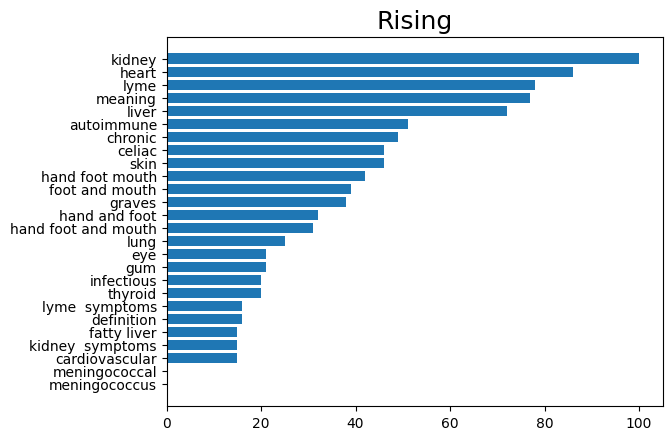 Rising
kidney
heart
lyme
meaning
liver
autoimmune
chronic
celiac
skin
hand foot mouth
foot and mouth
graves
hand and foot
hand foot and mouth
lung
eye
gum
infectious
thyroid
lyme  symptoms
definition
fatty liver
kidney  symptoms
cardiovascular
meningococcal
meningococcus
0 20 40 60 80 100